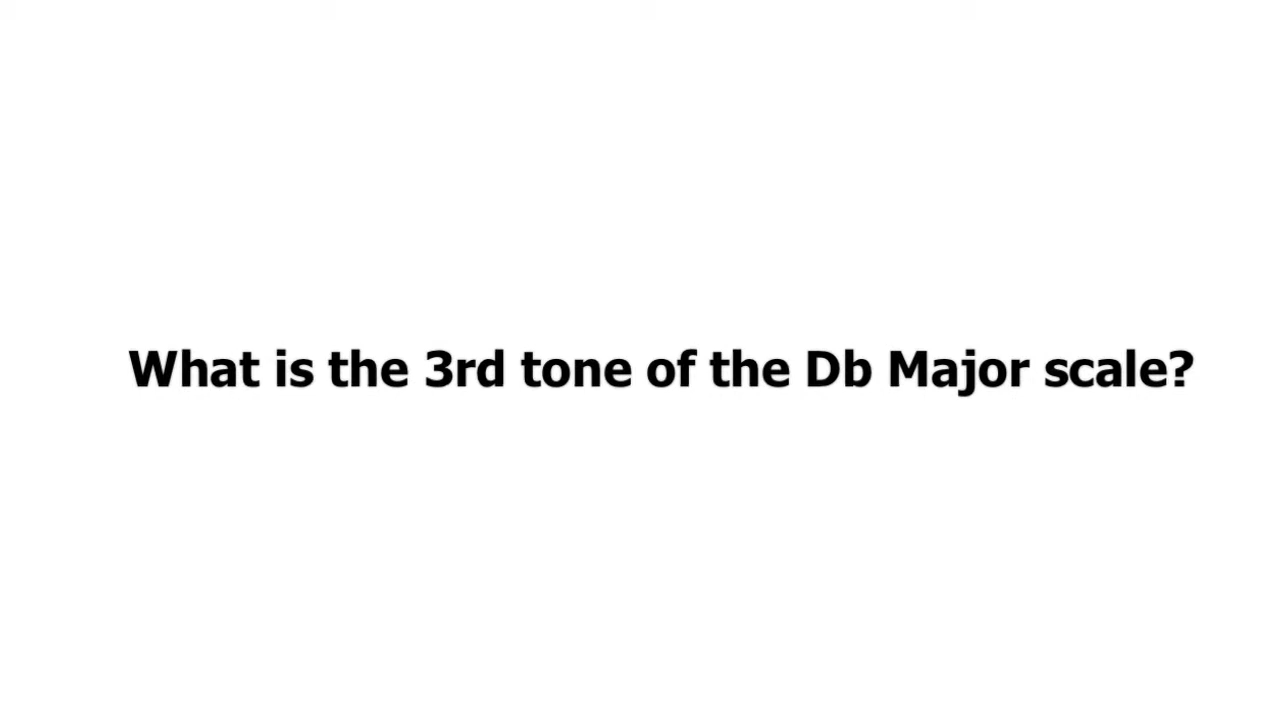 What is the 3rd tone of the Db Major scale?